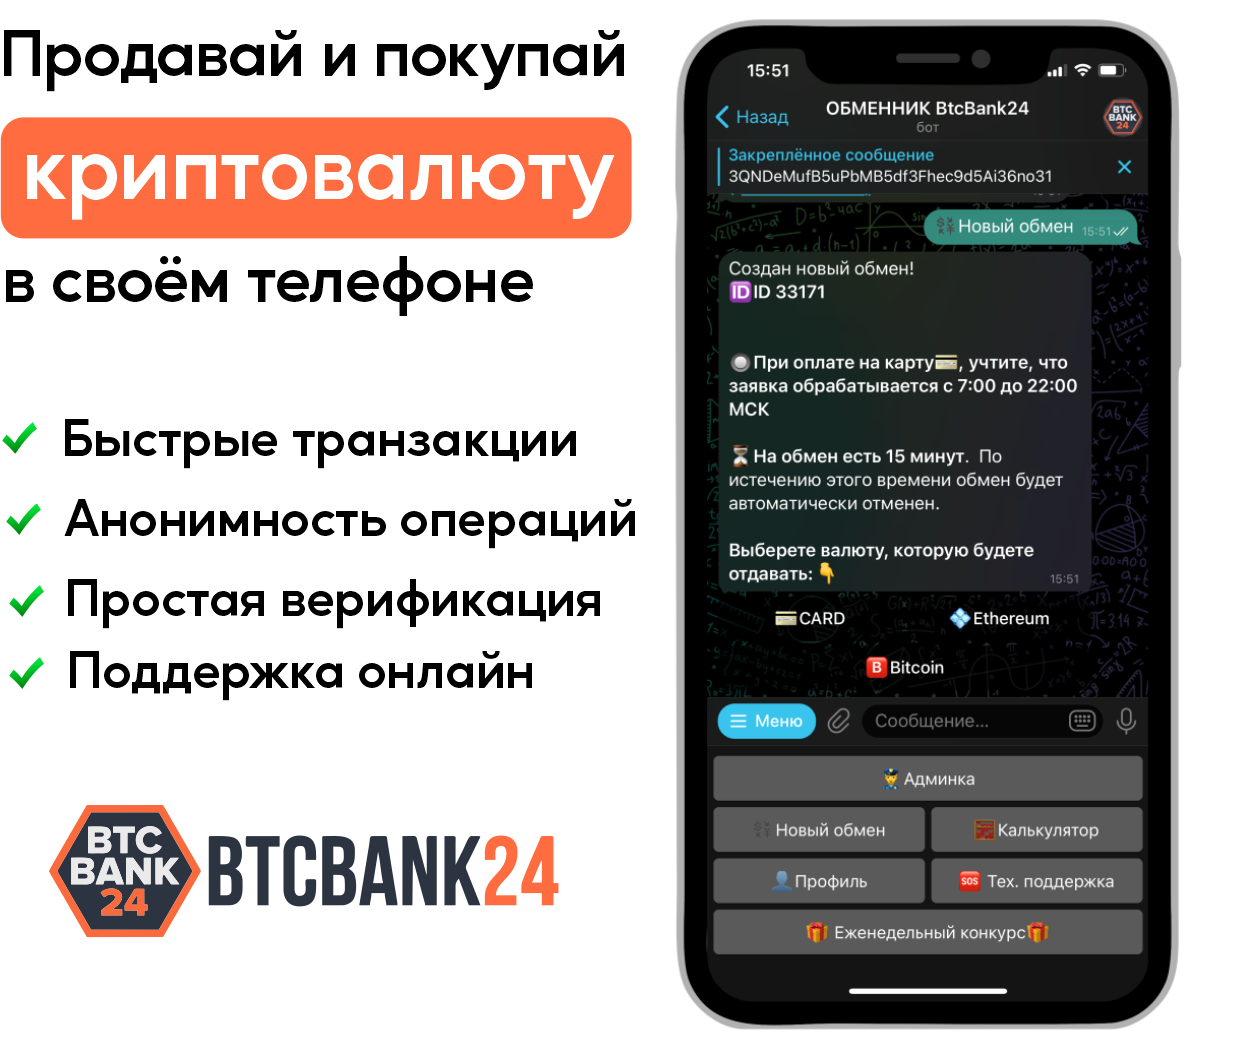 Продавай и покупай
криптовалюту
в своём телефоне
Быстрые транзакции
Анонимность операций
Простая верификация
Поддержка онлайн
BTC
BANK
24
BTCBANK24
15:51
Назад
ОБМЕННИК BtcBank24
бот
BTC
BANK
24
Закреплённое сообщение
3QNDeMufB5uPbMB5df3Fhec9d5Ai36no31
Новый обмен 15:51
Создан новый обмен!
ID ID 33171
При оплате на карту, учтите, что
заявка обрабатывается с 7:00 до 22:00
МСК
На обмен есть 15 минут. По
истечению этого времени обмен будет
автоматически отменен.
Выберете валюту, которую будете
отдавать:
15:51
CARD
Ethereum
B Bitcoin
Меню
Сообщение...
Админка
Новый обмен
Калькулятор
Профиль
SOS Тех. поддержка
Еженедельный конкурс